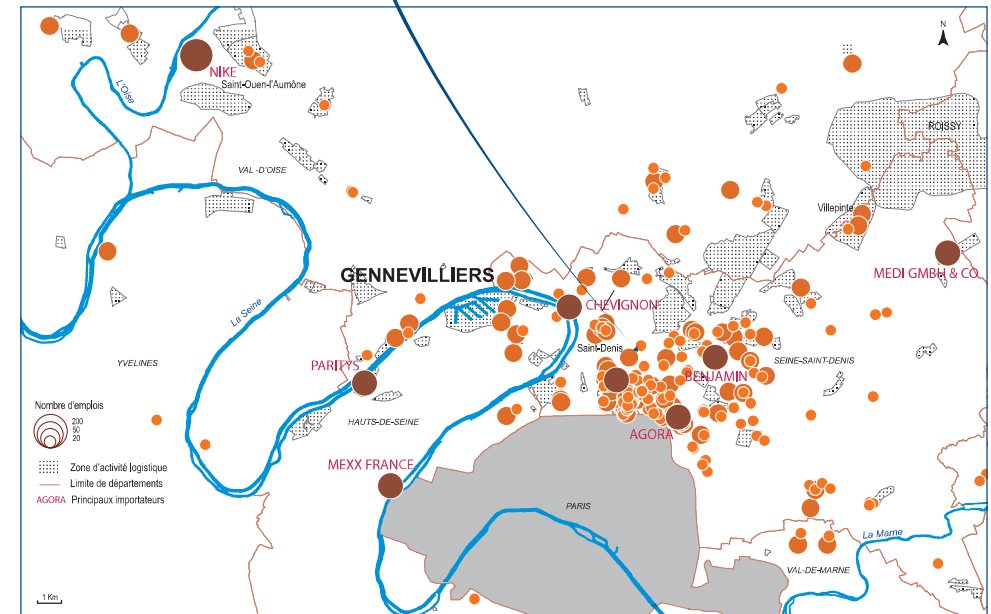 N
L'Oise
NIKE
Saint-Ouen-l'Aumône
ROISSY
VAL-D'OISE
Villepinte
MEDI GMBH & CO
GENNEVILLIERS
CHEVIGNON
La Seine
Saint-Denis
YVELINES
PARITYS
BENJAMIN
SEINE-SAINT-DENIS
Nombre d'emplois
200
50
20
HAUTS-DE-SEINE
AGORA
Zone d'activité logistique
Limite de départements
AGORA Principaux importateurs
MEXX FRANCE
PARIS
La Marne
VAL-DE-MARNE
1 Km